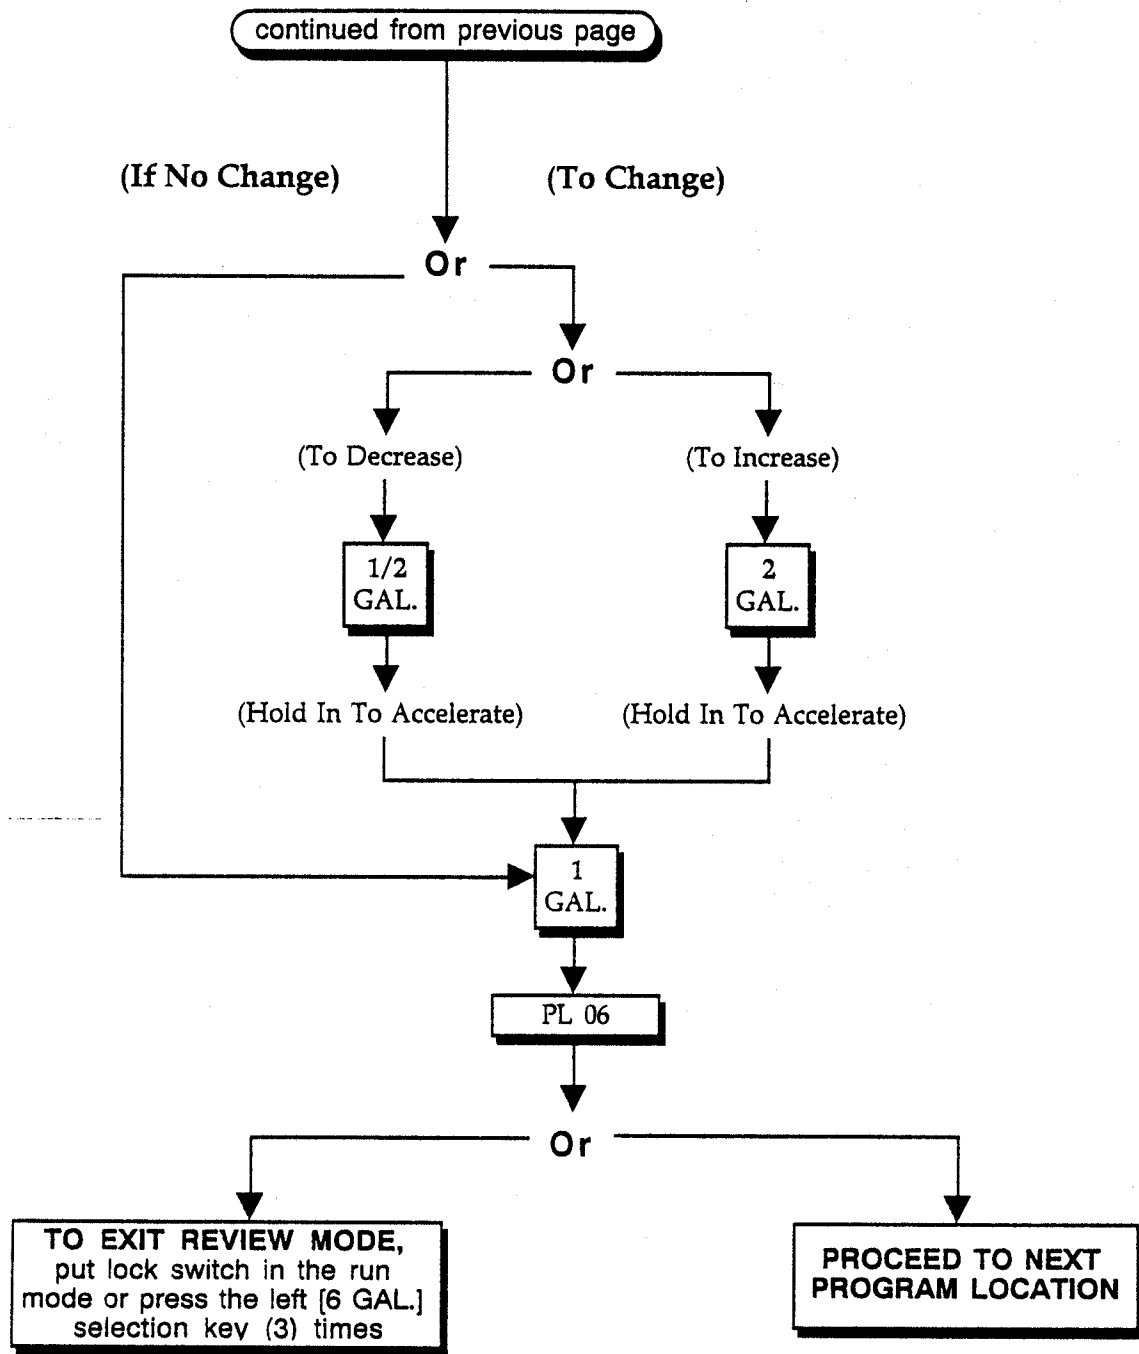 continued from previous page
(If No Change)
(To Change)
Or
Or
(To Decrease)
(To Increase)
1/2
GAL.
2
GAL.
(Hold In To Accelerate)
(Hold In To Accelerate)
1
GAL.
PL 06
Or
TO EXIT REVIEW MODE,
put lock switch in the run
mode or press the left [6 GAL.]
selection key (3) times
PROCEED TO NEXT
PROGRAM LOCATION